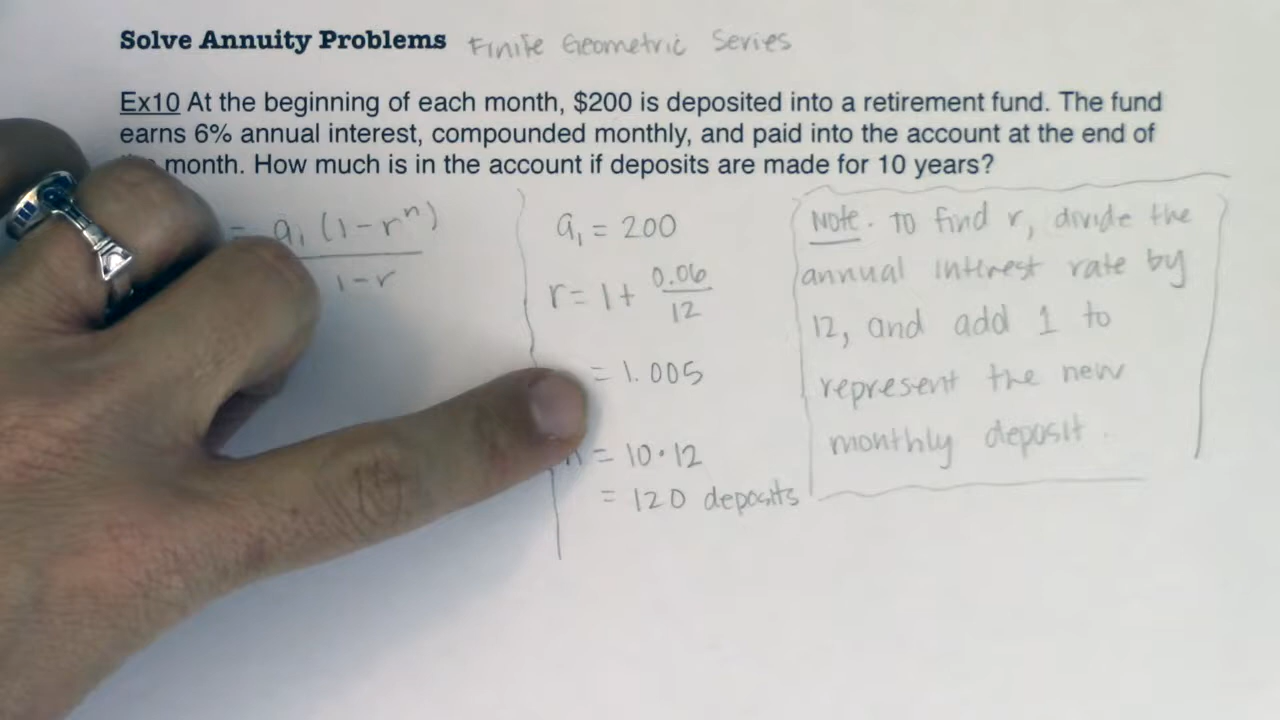 Solve Annuity Problems Finite Geometric Series
Ex10 At the beginning of each month, $200 is deposited into a retirement fund. The fund
earns 6% annual interest, compounded monthly, and paid into the account at the end of
month. How much is in the account if deposits are made for 10 years?
= a₁ (1-rⁿ)
1-r
a₁ = 200
r = 1 + 0.06
12
= 1.005
= 10·12
= 120 deposits
Note. To find r, divide the
annual interest rate by
12, and add 1 to
represent the new
monthly deposit.